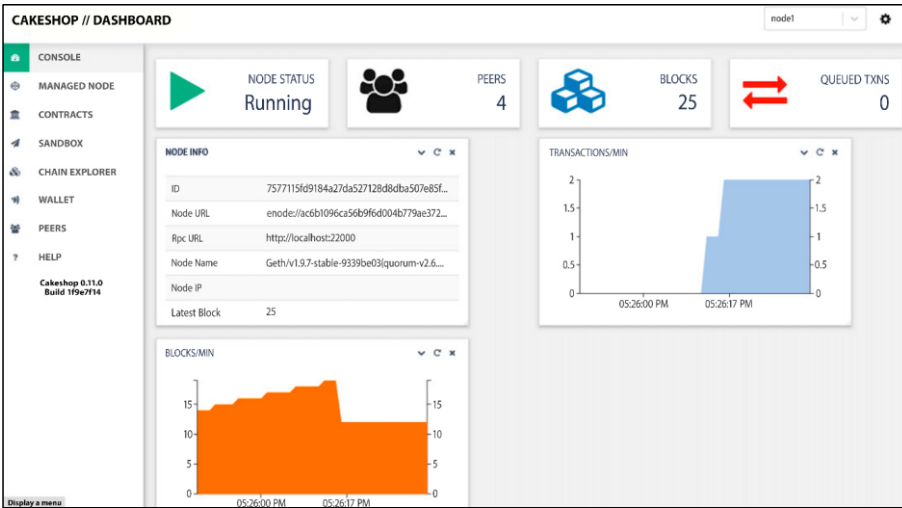 CAKESHOP // DASHBOARD
node1
CONSOLE
MANAGED NODE
CONTRACTS
SANDBOX
CHAIN EXPLORER
WALLET
PEERS
? HELP
Cakeshop 0.11.0
Build 1f9e7f14
NODE STATUS
Running
PEERS
4
BLOCKS
25
QUEUED TXNS
0
NODE INFO
ID 7577115fd9184a27da527128d8dba507e85f...
Node URL enode://ac6b1096ca56b9f6d004b779ae372...
Rpc URL http://localhost:22000
Node Name Geth/v1.9.7-stable-9339be03(quorum-v2.6....
Node IP
Latest Block 25
TRANSACTIONS/MIN
2 2
1.5 1.5
1 1
0.5 0.5
0 0
05:26:00 PM 05:26:17 PM
BLOCKS/MIN
15 15
10 10
5 5
0 0
05:26:00 PM 05:26:17 PM
Display a menu